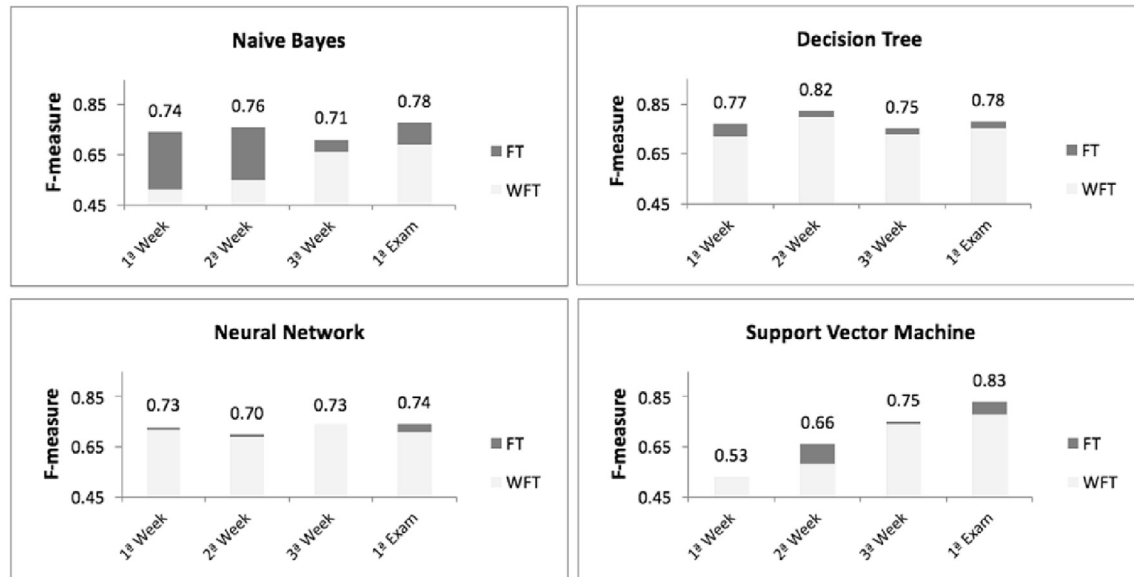 Naive Bayes
F-measure
0.85
0.65
0.45
0.74
0.76
0.71
0.78
FT
WFT
1ª Week
2ª Week
3ª Week
1ª Exam
Decision Tree
F-measure
0.85
0.65
0.45
0.77
0.82
0.75
0.78
FT
WFT
1ª Week
2ª Week
3ª Week
1ª Exam
Neural Network
F-measure
0.85
0.65
0.45
0.73
0.70
0.73
0.74
FT
WFT
1ª Week
2ª Week
3ª Week
1ª Exam
Support Vector Machine
F-measure
0.85
0.65
0.45
0.53
0.66
0.75
0.83
FT
WFT
1ª Week
2ª Week
3ª Week
1ª Exam